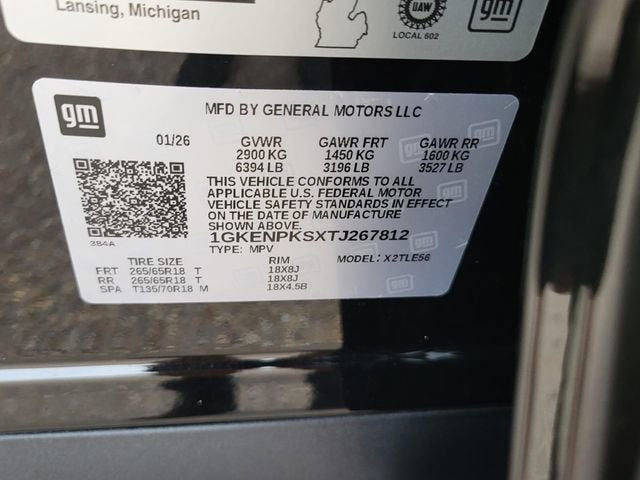 Lansing, Michigan
UAW
LOCAL 602
gm
gm
MFD BY GENERAL MOTORS LLC
01/26
GVWR GAWR FRT GAWR RR
2900 KG 1450 KG 1600 KG
6394 LB 3196 LB 3527 LB
THIS VEHICLE CONFORMS TO ALL
APPLICABLE U.S. FEDERAL MOTOR
VEHICLE SAFETY STANDARDS IN EFFECT
ON THE DATE OF MANUFACTURE
SHOWN ABOVE.
384A
1GKENPKSXTJ267812
TYPE: MPV MODEL: X2TLE56
TIRE SIZE RIM
FRT 265/65R18 T 18X8J
RR 265/65R18 T 18X8J
SPA T135/70R18 M 18X4.5B
gm